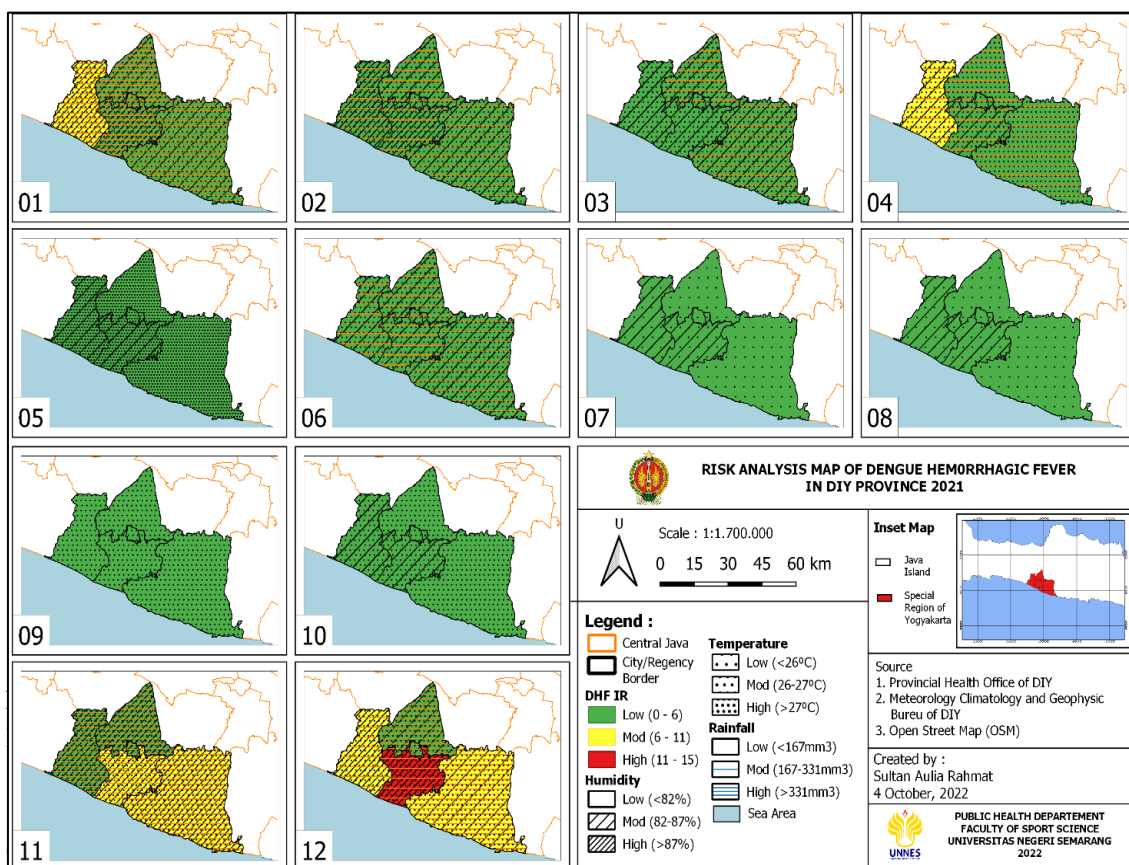 01
02
03
04
05
06
07
08
09
10
11
12
RISK ANALYSIS MAP OF DENGUE HEM0RRHAGIC FEVER
IN DIY PROVINCE 2021
U
Scale : 1:1.700.000
0 15 30 45 60 km
Inset Map
Java
Island
Special
Region of
Yogyakarta
Legend :
Central Java
City/Regency
Border
DHF IR
Low (0 - 6)
Mod (6 - 11)
High (11 - 15)
Humidity
Low (<82%)
Mod (82-87%)
High (>87%)
Temperature
Low (<26⁰C)
Mod (26-27⁰C)
High (>27⁰C)
Rainfall
Low (<167mm3)
Mod (167-331mm3)
High (>331mm3)
Sea Area
Source
1. Provincial Health Office of DIY
2. Meteorology Climatology and Geophysic
Bureu of DIY
3. Open Street Map (OSM)
Created by :
Sultan Aulia Rahmat
4 October, 2022
UNNES
PUBLIC HEALTH DEPARTEMENT
FACULTY OF SPORT SCIENCE
UNIVERSITAS NEGERI SEMARANG
2022